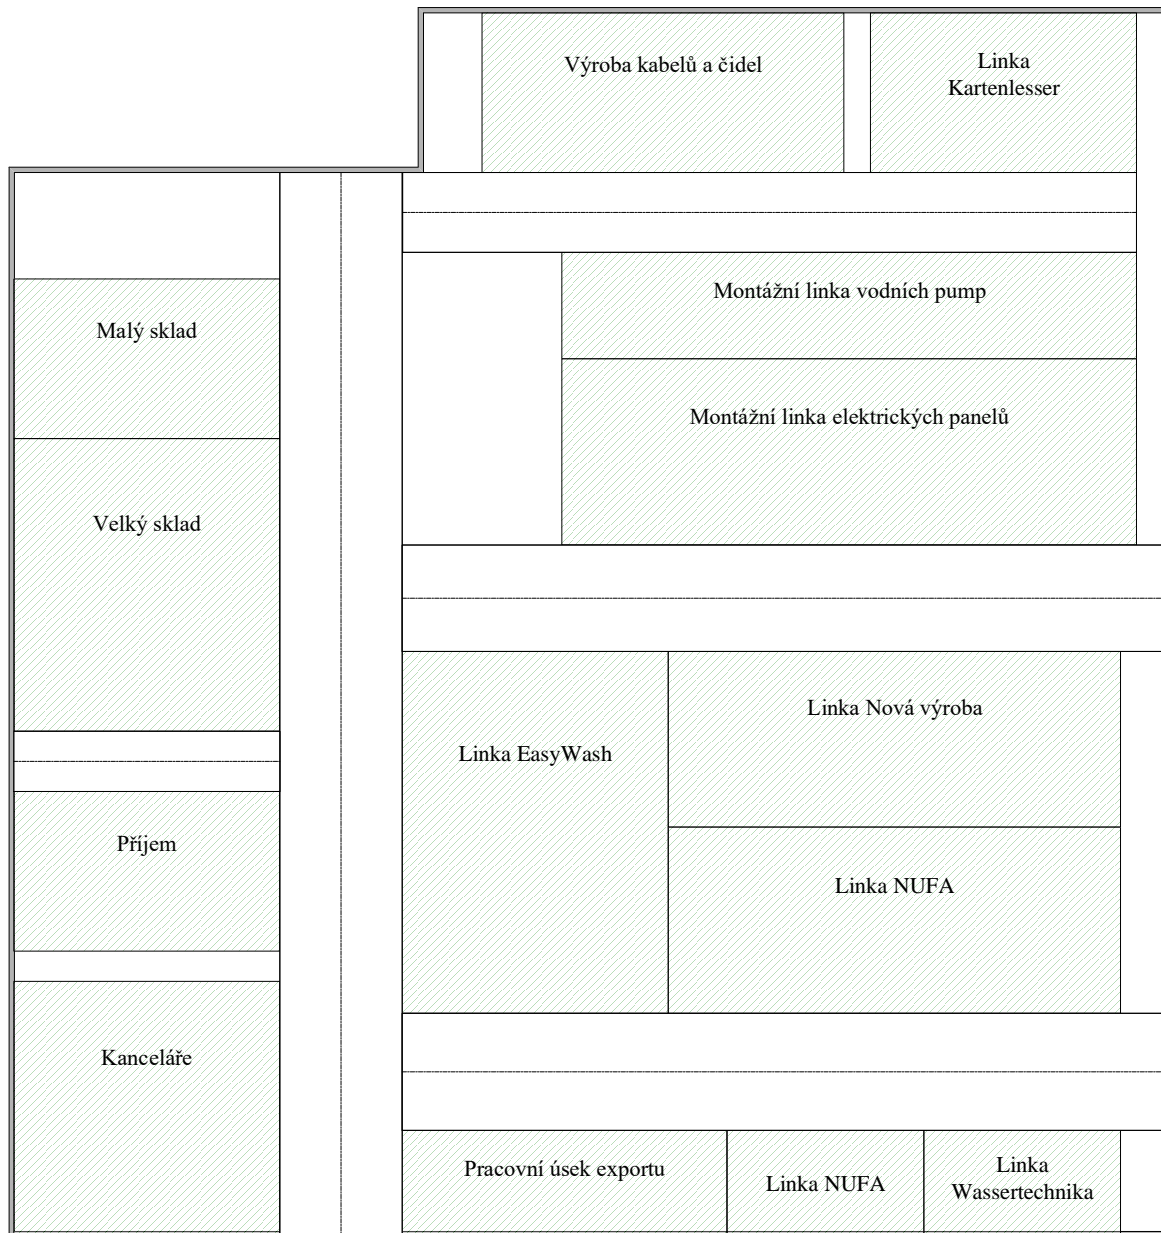 Výroba kabelů a čidel
Linka
Kartenlesser
Montážní linka vodních pump
Malý sklad
Montážní linka elektrických panelů
Velký sklad
Linka Nová výroba
Linka EasyWash
Příjem
Linka NUFA
Kanceláře
Pracovní úsek exportu
Linka NUFA
Linka
Wassertechnika